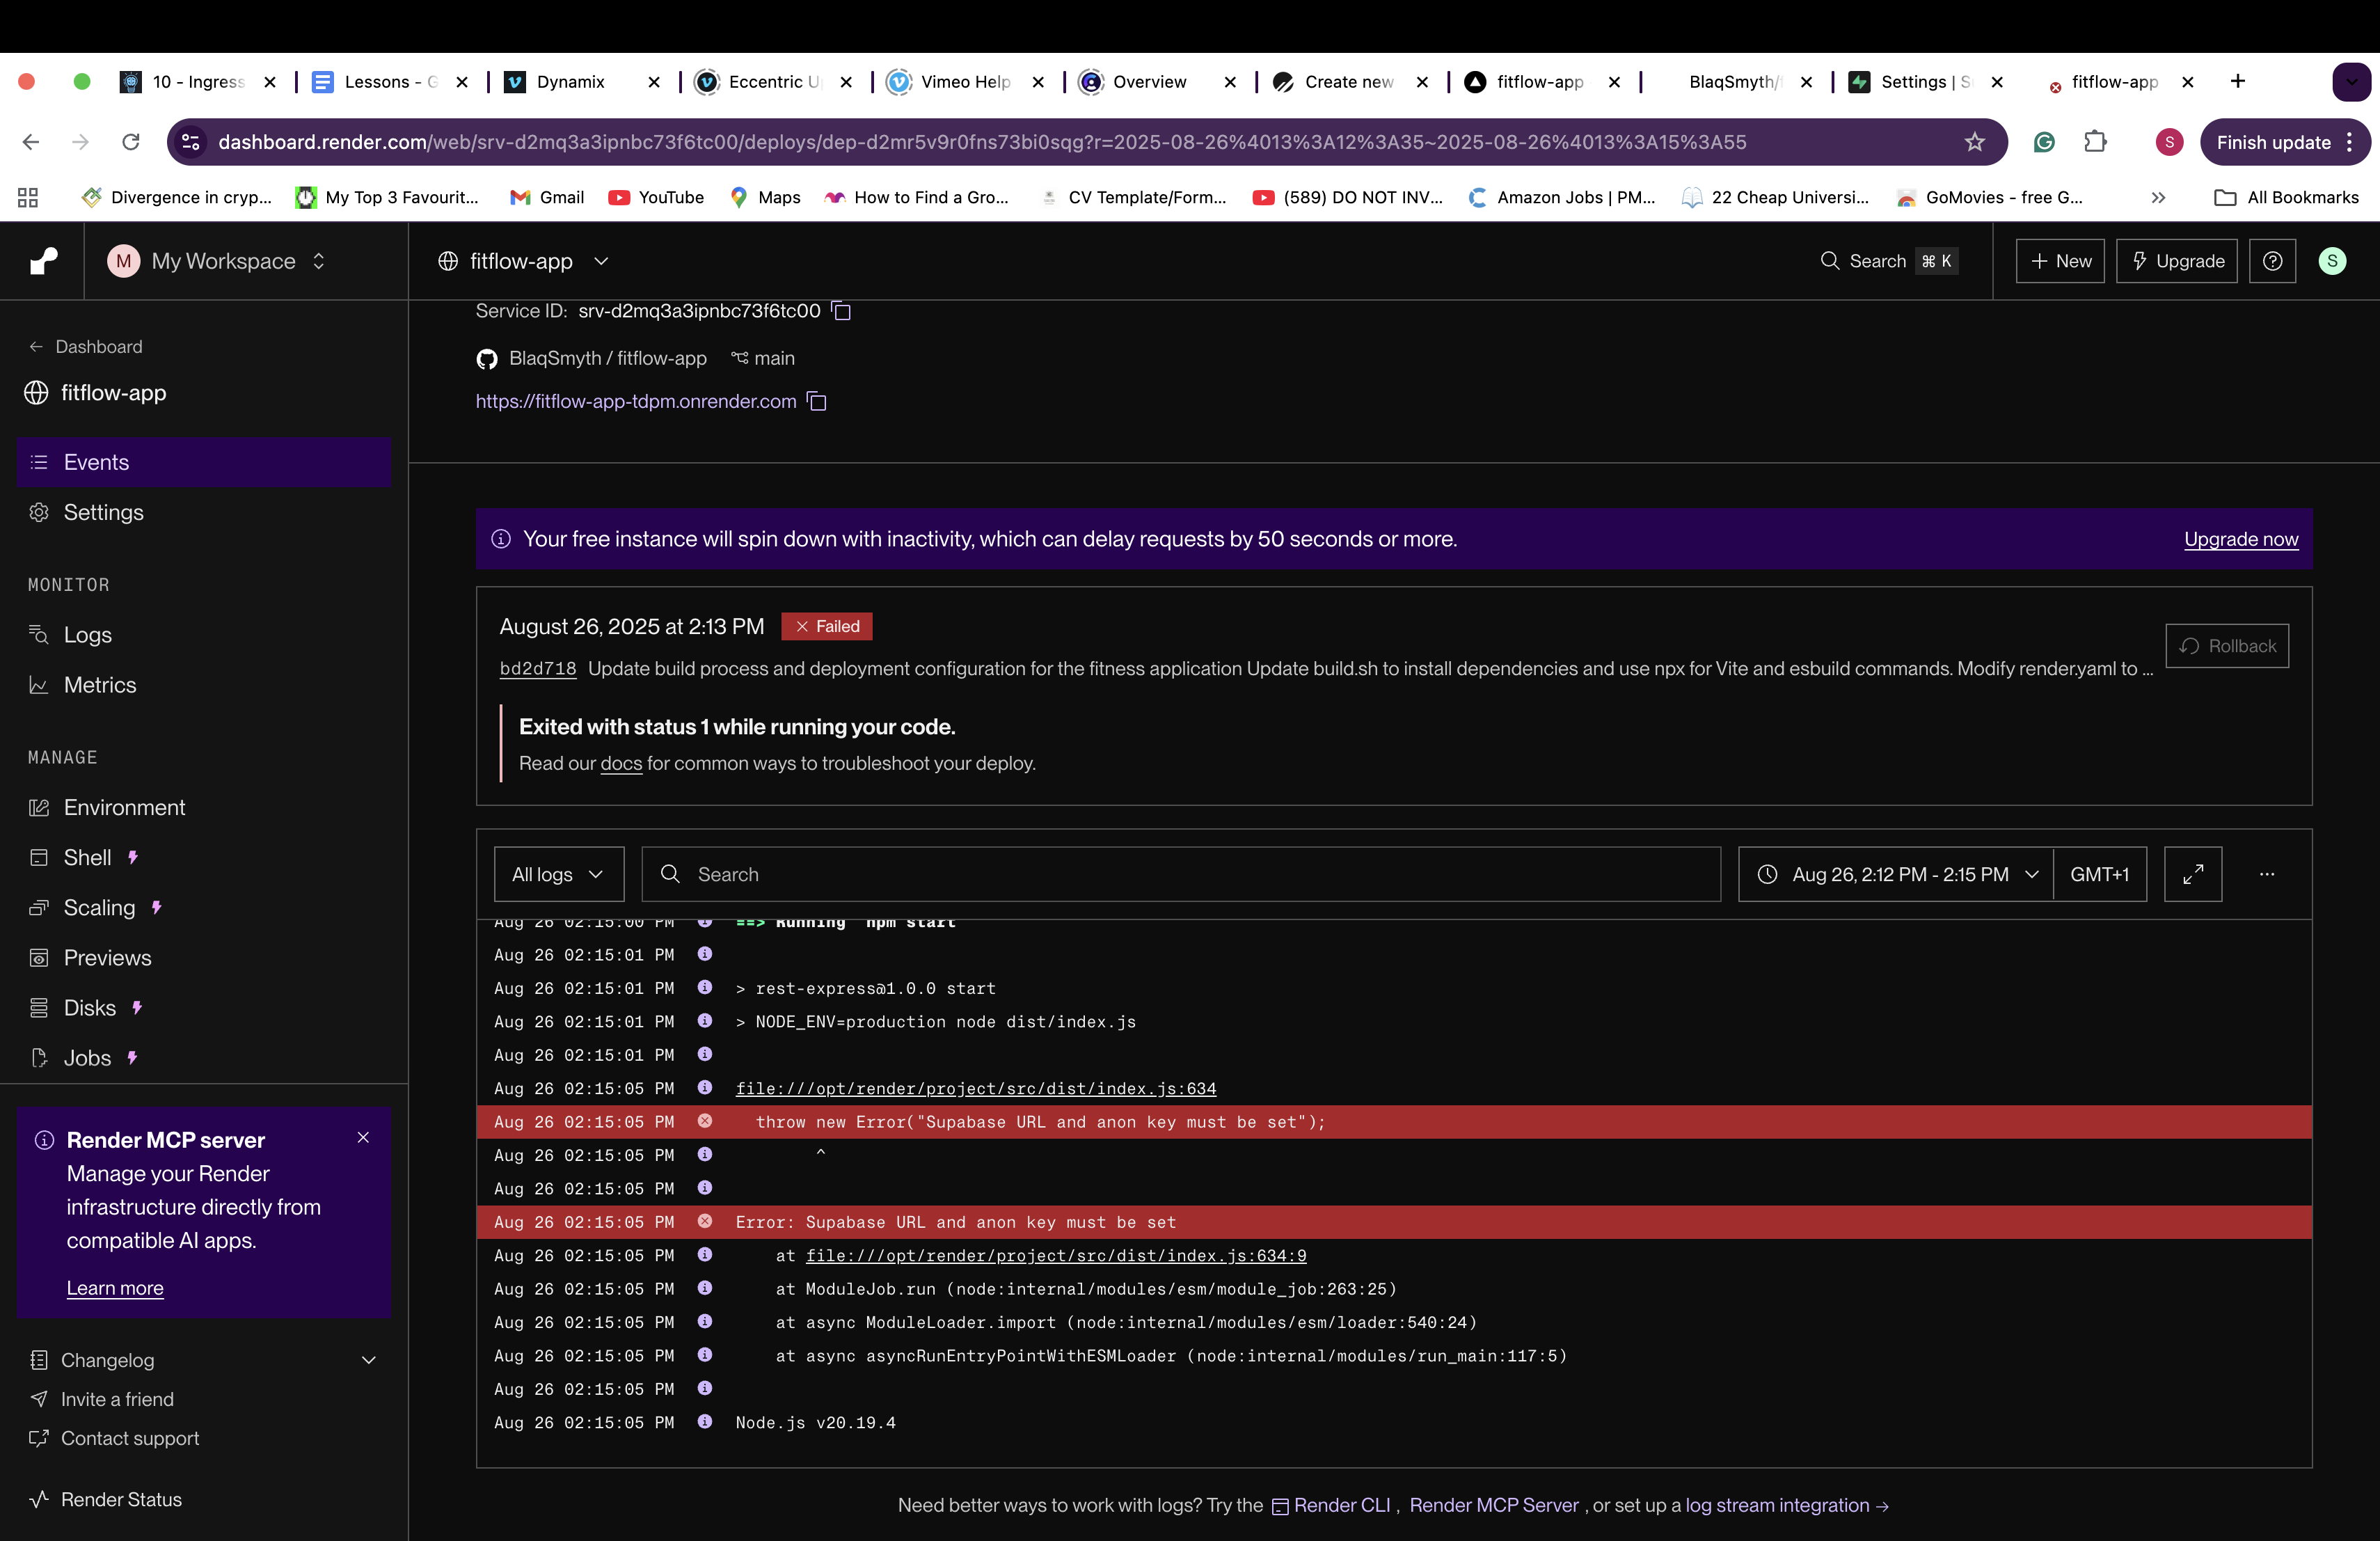 10 - Ingress
Lessons - G
Dynamix
Eccentric U
Vimeo Help
Overview
Create new
fitflow-app
BlaqSmyth/
Settings | S
fitflow-app
dashboard.render.com/web/srv-d2mq3a3ipnbc73f6tc00/deploys/dep-d2mr5v9r0fns73bi0sqg?r=2025-08-26%4013%3A12%3A35~2025-08-26%4013%3A15%3A55
S
Finish update
Divergence in cryp...
My Top 3 Favourit...
Gmail
YouTube
Maps
How to Find a Gro...
CV Template/Form...
(589) DO NOT INV...
Amazon Jobs | PM...
22 Cheap Universi...
GoMovies - free G...
All Bookmarks
M My Workspace
fitflow-app
Search ⌘ K
+ New
Upgrade
S
← Dashboard
fitflow-app
Events
Settings
MONITOR
Logs
Metrics
MANAGE
Environment
Shell
Scaling
Previews
Disks
Jobs
Render MCP server
Manage your Render
infrastructure directly from
compatible AI apps.
Learn more
Changelog
Invite a friend
Contact support
Render Status
Service ID: srv-d2mq3a3ipnbc73f6tc00
BlaqSmyth / fitflow-app main
https://fitflow-app-tdpm.onrender.com
Your free instance will spin down with inactivity, which can delay requests by 50 seconds or more.
Upgrade now
August 26, 2025 at 2:13 PM Failed
bd2d718 Update build process and deployment configuration for the fitness application Update build.sh to install dependencies and use npx for Vite and esbuild commands. Modify render.yaml to ...
Rollback
Exited with status 1 while running your code.
Read our docs for common ways to troubleshoot your deploy.
All logs
Search
Aug 26, 2:12 PM - 2:15 PM
GMT+1
Aug 26 02:15:00 PM ==> Running 'npm start'
Aug 26 02:15:01 PM
Aug 26 02:15:01 PM > rest-express@1.0.0 start
Aug 26 02:15:01 PM > NODE_ENV=production node dist/index.js
Aug 26 02:15:01 PM
Aug 26 02:15:05 PM file:///opt/render/project/src/dist/index.js:634
Aug 26 02:15:05 PM throw new Error("Supabase URL and anon key must be set");
Aug 26 02:15:05 PM ^
Aug 26 02:15:05 PM
Aug 26 02:15:05 PM Error: Supabase URL and anon key must be set
Aug 26 02:15:05 PM at file:///opt/render/project/src/dist/index.js:634:9
Aug 26 02:15:05 PM at ModuleJob.run (node:internal/modules/esm/module_job:263:25)
Aug 26 02:15:05 PM at async ModuleLoader.import (node:internal/modules/esm/loader:540:24)
Aug 26 02:15:05 PM at async asyncRunEntryPointWithESMLoader (node:internal/modules/run_main:117:5)
Aug 26 02:15:05 PM
Aug 26 02:15:05 PM Node.js v20.19.4
Need better ways to work with logs? Try the Render CLI , Render MCP Server , or set up a log stream integration →